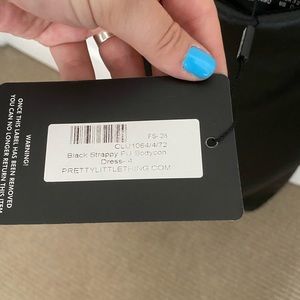 FS-24
CLU1064/4/72
Black Strappy PU Bodycon
Dress- 4
PRETTYLITTLETHING.COM
WARNING!
ONCE THIS LABEL HAS BEEN REMOVED
YOU CAN NO LONGER RETURN THIS ITEM